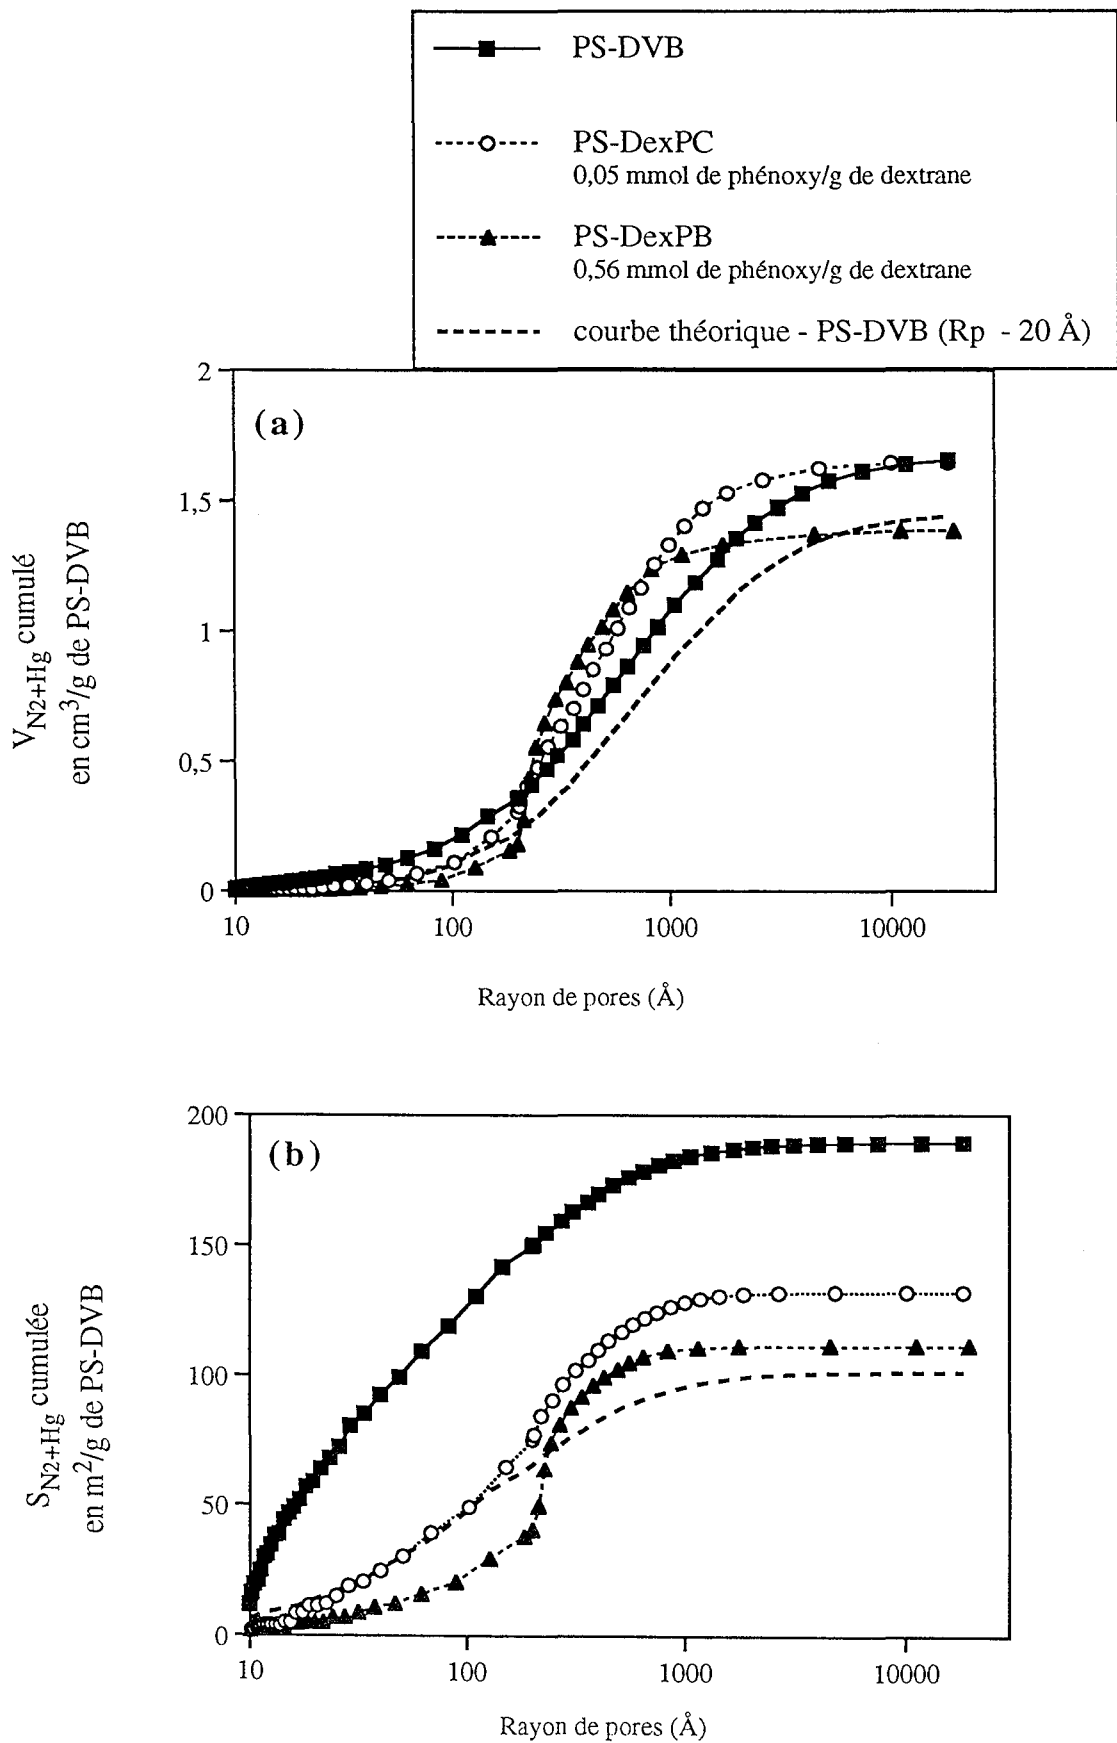 PS-DVB
PS-DexPC
0,05 mmol de phénoxy/g de dextrane
PS-DexPB
0,56 mmol de phénoxy/g de dextrane
courbe théorique - PS-DVB (Rp - 20 Å)
(a)
V_N2+Hg cumulé
en cm³/g de PS-DVB
2
1,5
1
0,5
0
10 100 1000 10000
Rayon de pores (Å)
(b)
S_N2+Hg cumulée
en m²/g de PS-DVB
200
150
100
50
0
10 100 1000 10000
Rayon de pores (Å)